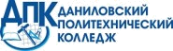 ДПК ДАНИЛОВСКИЙ
ПОЛИТЕХНИЧЕСКИЙ
КОЛЛЕДЖ